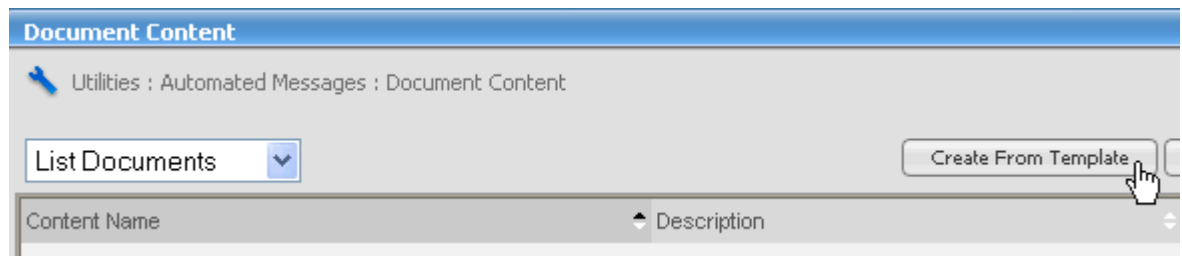 Document Content
Utilities : Automated Messages : Document Content
List Documents
Create From Template
Content Name
Description